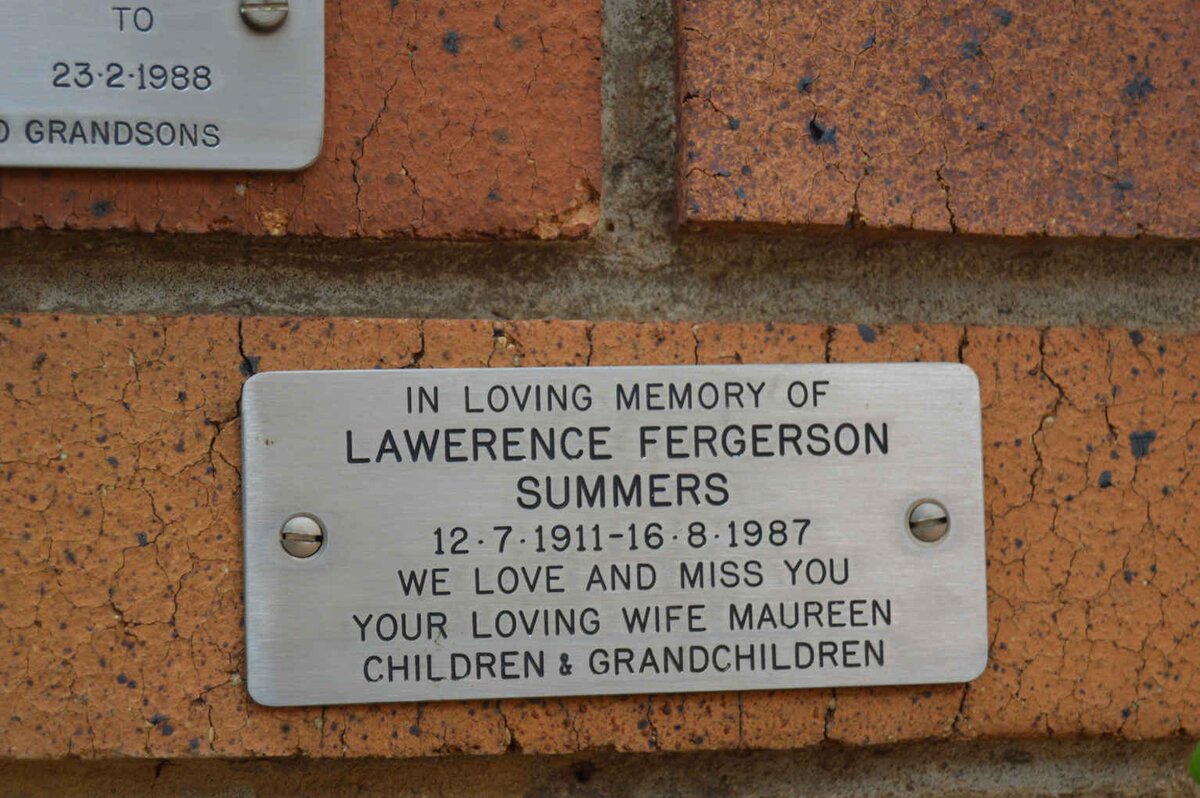 TO
23·2·1988
GRANDSONS
IN LOVING MEMORY OF
LAWERENCE FERGERSON
SUMMERS
12·7·1911-16·8·1987
WE LOVE AND MISS YOU
YOUR LOVING WIFE MAUREEN
CHILDREN & GRANDCHILDREN